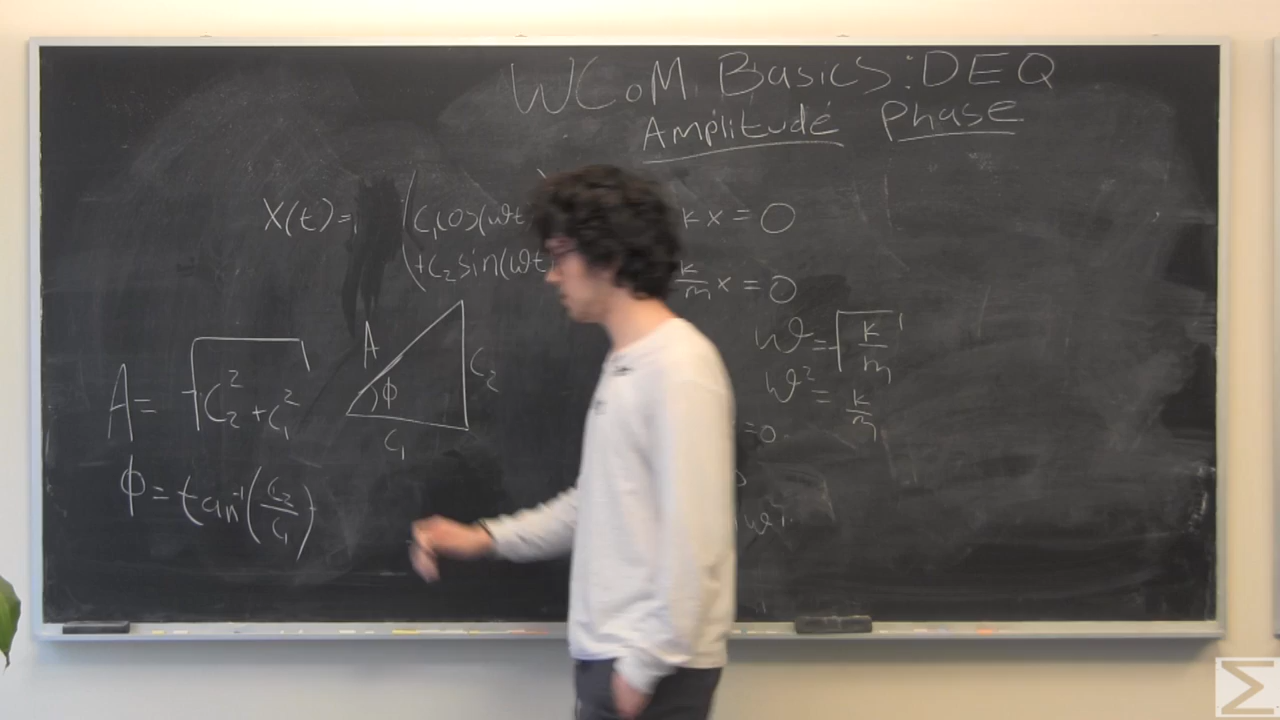 WCoM Basics: DEQ
Amplitude Phase
X(t)= (C₁cos(ωt
+C₂sin(ωt)
kx=0
k/m x=0
ω=√(k/m)
ω²=k/m
A
ϕ
C₂
C₁
A=√(C₂²+C₁²)
ϕ=tan⁻¹(C₂/C₁)
=0
Σ